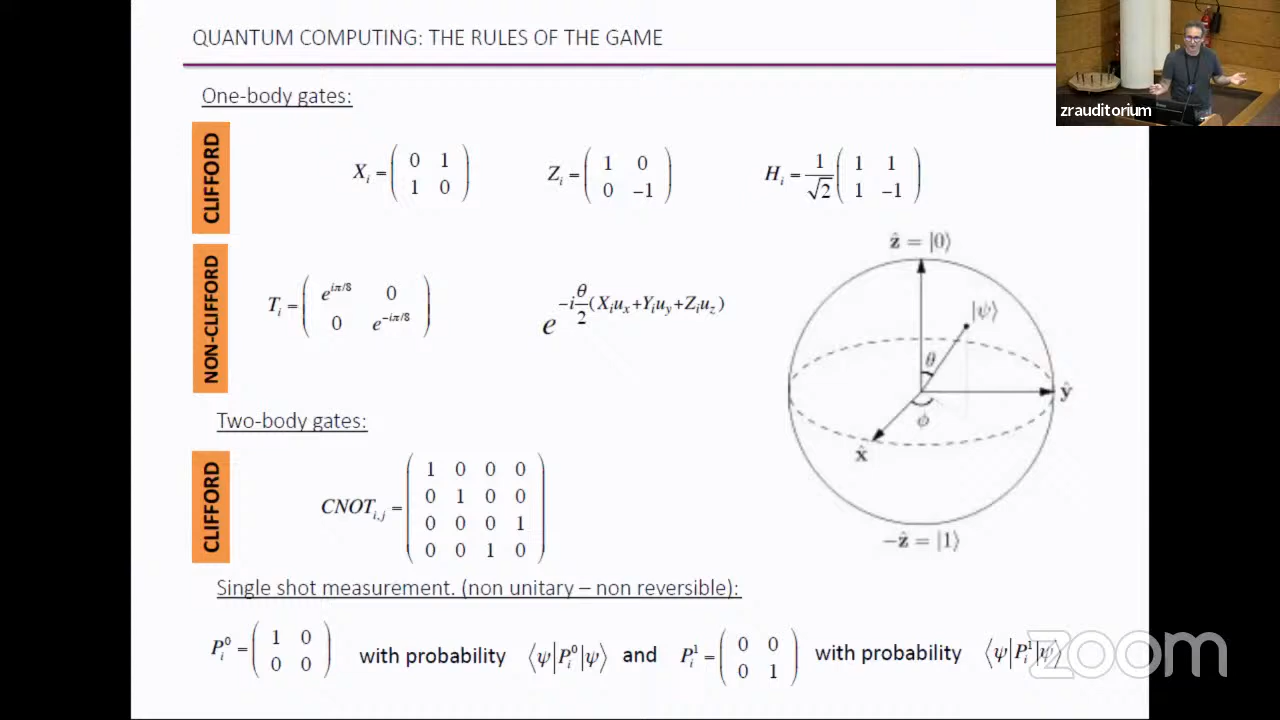 QUANTUM COMPUTING: THE RULES OF THE GAME
zrauditorium
One-body gates:
CLIFFORD
X_i = ( 0 1 ; 1 0 )
Z_i = ( 1 0 ; 0 −1 )
H_i = 1/√2 ( 1 1 ; 1 −1 )
NON-CLIFFORD
T_i = ( e^{iπ/8} 0 ; 0 e^{−iπ/8} )
e^{−i θ/2 (X_i u_x + Y_i u_y + Z_i u_z)}
ẑ = |0⟩
|ψ⟩
θ
ϕ
ŷ
x̂
−ẑ = |1⟩
Two-body gates:
CLIFFORD
CNOT_{i,j} = ( 1 0 0 0 ; 0 1 0 0 ; 0 0 0 1 ; 0 0 1 0 )
Single shot measurement. (non unitary – non reversible):
P_i^0 = ( 1 0 ; 0 0 ) with probability ⟨ψ|P_i^0|ψ⟩ and P_i^1 = ( 0 0 ; 0 1 ) with probability ⟨ψ|P_i^1|ψ⟩
zoom